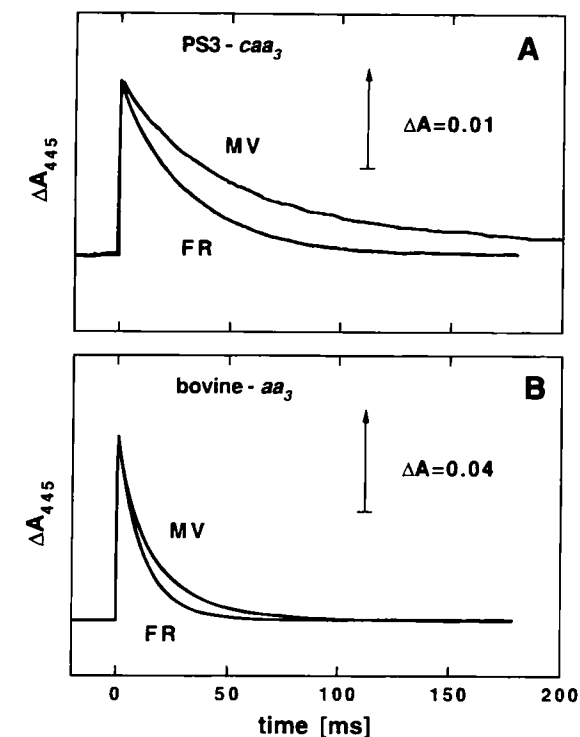 PS3 - caa₃
A
MV
ΔA=0.01
FR
ΔA₄₄₅
bovine - aa₃
B
MV
ΔA=0.04
FR
ΔA₄₄₅
0 50 100 150 200
time [ms]